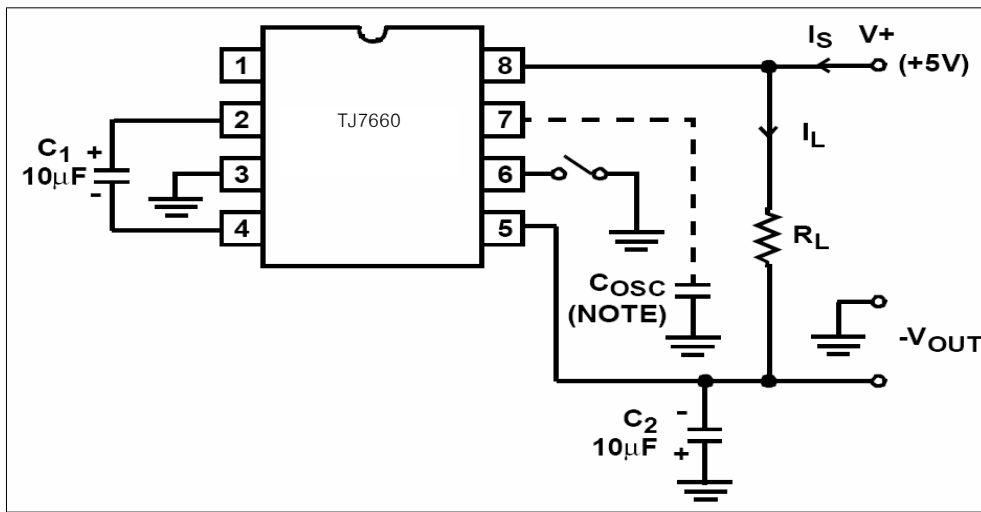 1
2
3
4
TJ7660
8
7
6
5
C1
+
10μF
-
IS
V+
(+5V)
IL
RL
COSC
(NOTE)
-VOUT
C2
-
10μF
+